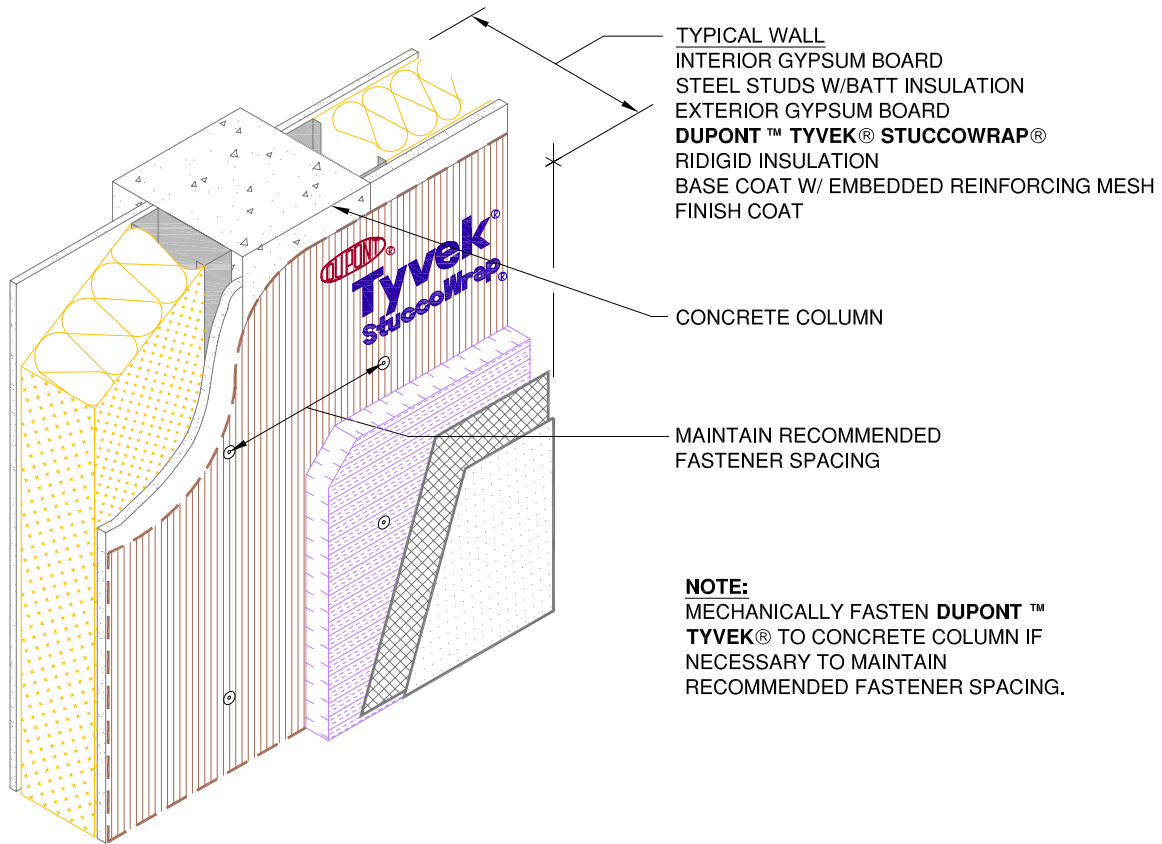 TYPICAL WALL
INTERIOR GYPSUM BOARD
STEEL STUDS W/BATT INSULATION
EXTERIOR GYPSUM BOARD
DUPONT ™ TYVEK® STUCCOWRAP®
RIDIGID INSULATION
BASE COAT W/ EMBEDDED REINFORCING MESH
FINISH COAT
DUPONT®
Tyvek®
StuccoWrap®
CONCRETE COLUMN
MAINTAIN RECOMMENDED
FASTENER SPACING
NOTE:
MECHANICALLY FASTEN DUPONT ™
TYVEK® TO CONCRETE COLUMN IF
NECESSARY TO MAINTAIN
RECOMMENDED FASTENER SPACING.